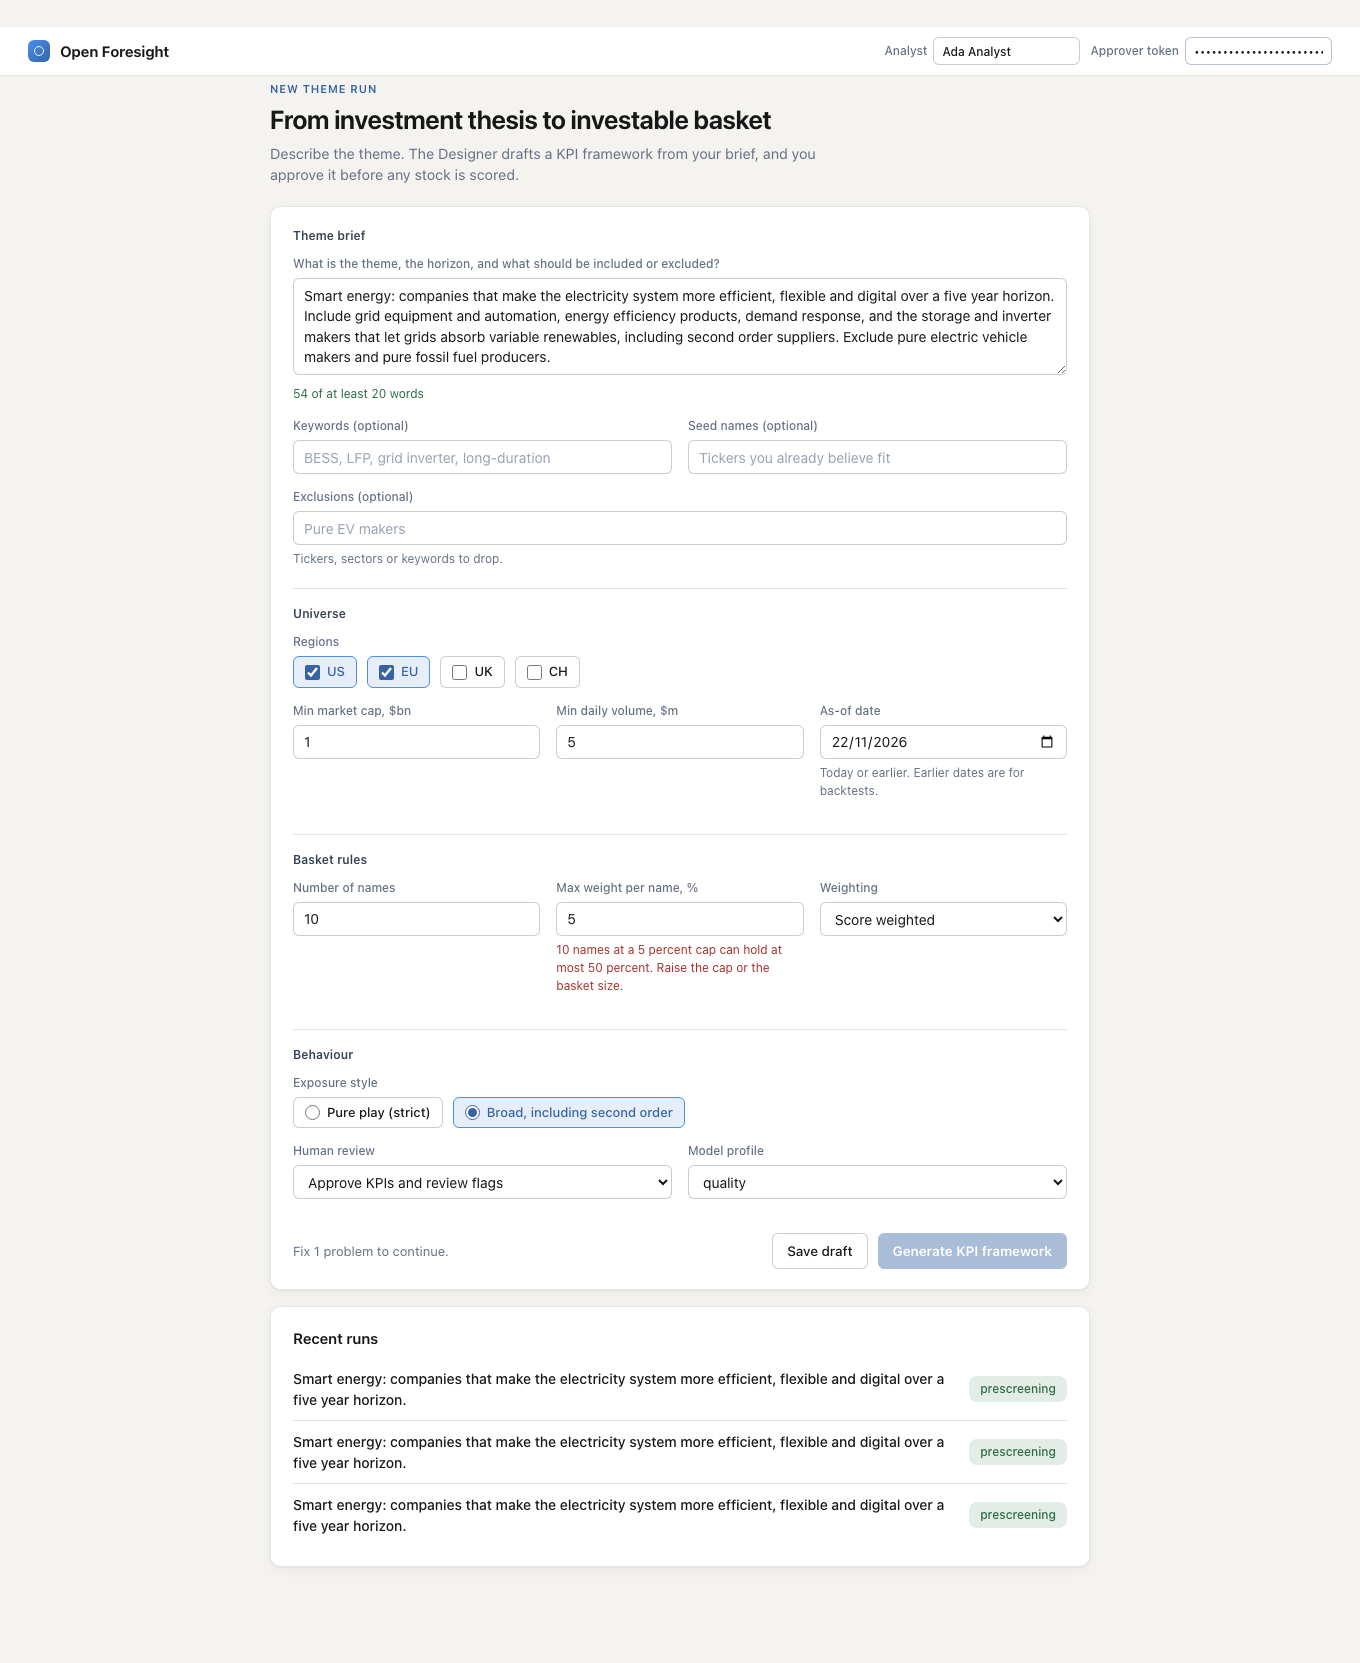 Open Foresight
Analyst
Ada Analyst
Approver token
NEW THEME RUN
From investment thesis to investable basket
Describe the theme. The Designer drafts a KPI framework from your brief, and you
approve it before any stock is scored.
Theme brief
What is the theme, the horizon, and what should be included or excluded?
Smart energy: companies that make the electricity system more efficient, flexible and digital over a five year horizon.
Include grid equipment and automation, energy efficiency products, demand response, and the storage and inverter
makers that let grids absorb variable renewables, including second order suppliers. Exclude pure electric vehicle
makers and pure fossil fuel producers.
54 of at least 20 words
Keywords (optional)
Seed names (optional)
BESS, LFP, grid inverter, long-duration
Tickers you already believe fit
Exclusions (optional)
Pure EV makers
Tickers, sectors or keywords to drop.
Universe
Regions
US
EU
UK
CH
Min market cap, $bn
Min daily volume, $m
As-of date
1
5
22/11/2026
Today or earlier. Earlier dates are for
backtests.
Basket rules
Number of names
Max weight per name, %
Weighting
10
5
Score weighted
10 names at a 5 percent cap can hold at
most 50 percent. Raise the cap or the
basket size.
Behaviour
Exposure style
Pure play (strict)
Broad, including second order
Human review
Model profile
Approve KPIs and review flags
quality
Fix 1 problem to continue.
Save draft
Generate KPI framework
Recent runs
Smart energy: companies that make the electricity system more efficient, flexible and digital over a
five year horizon.
prescreening
Smart energy: companies that make the electricity system more efficient, flexible and digital over a
five year horizon.
prescreening
Smart energy: companies that make the electricity system more efficient, flexible and digital over a
five year horizon.
prescreening